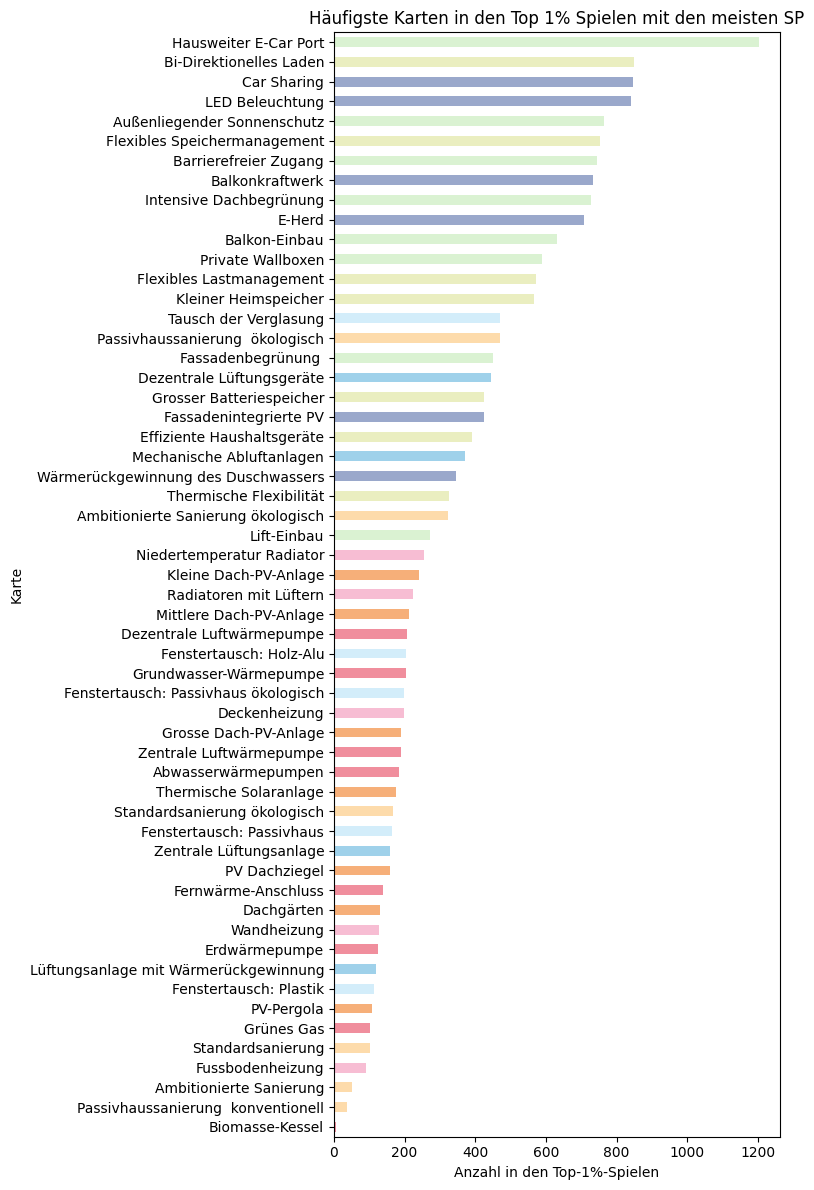 Häufigste Karten in den Top 1% Spielen mit den meisten SP
Hausweiter E-Car Port
Bi-Direktionelles Laden
Car Sharing
LED Beleuchtung
Außenliegender Sonnenschutz
Flexibles Speichermanagement
Barrierefreier Zugang
Balkonkraftwerk
Intensive Dachbegrünung
E-Herd
Balkon-Einbau
Private Wallboxen
Flexibles Lastmanagement
Kleiner Heimspeicher
Tausch der Verglasung
Passivhaussanierung  ökologisch
Fassadenbegrünung
Dezentrale Lüftungsgeräte
Grosser Batteriespeicher
Fassadenintegrierte PV
Effiziente Haushaltsgeräte
Mechanische Abluftanlagen
Wärmerückgewinnung des Duschwassers
Thermische Flexibilität
Ambitionierte Sanierung ökologisch
Lift-Einbau
Niedertemperatur Radiator
Kleine Dach-PV-Anlage
Radiatoren mit Lüftern
Mittlere Dach-PV-Anlage
Dezentrale Luftwärmepumpe
Fenstertausch: Holz-Alu
Grundwasser-Wärmepumpe
Fenstertausch: Passivhaus ökologisch
Deckenheizung
Grosse Dach-PV-Anlage
Zentrale Luftwärmepumpe
Abwasserwärmepumpen
Thermische Solaranlage
Standardsanierung ökologisch
Fenstertausch: Passivhaus
Zentrale Lüftungsanlage
PV Dachziegel
Fernwärme-Anschluss
Dachgärten
Wandheizung
Erdwärmepumpe
Lüftungsanlage mit Wärmerückgewinnung
Fenstertausch: Plastik
PV-Pergola
Grünes Gas
Standardsanierung
Fussbodenheizung
Ambitionierte Sanierung
Passivhaussanierung  konventionell
Biomasse-Kessel
Karte
0 200 400 600 800 1000 1200
Anzahl in den Top-1%-Spielen